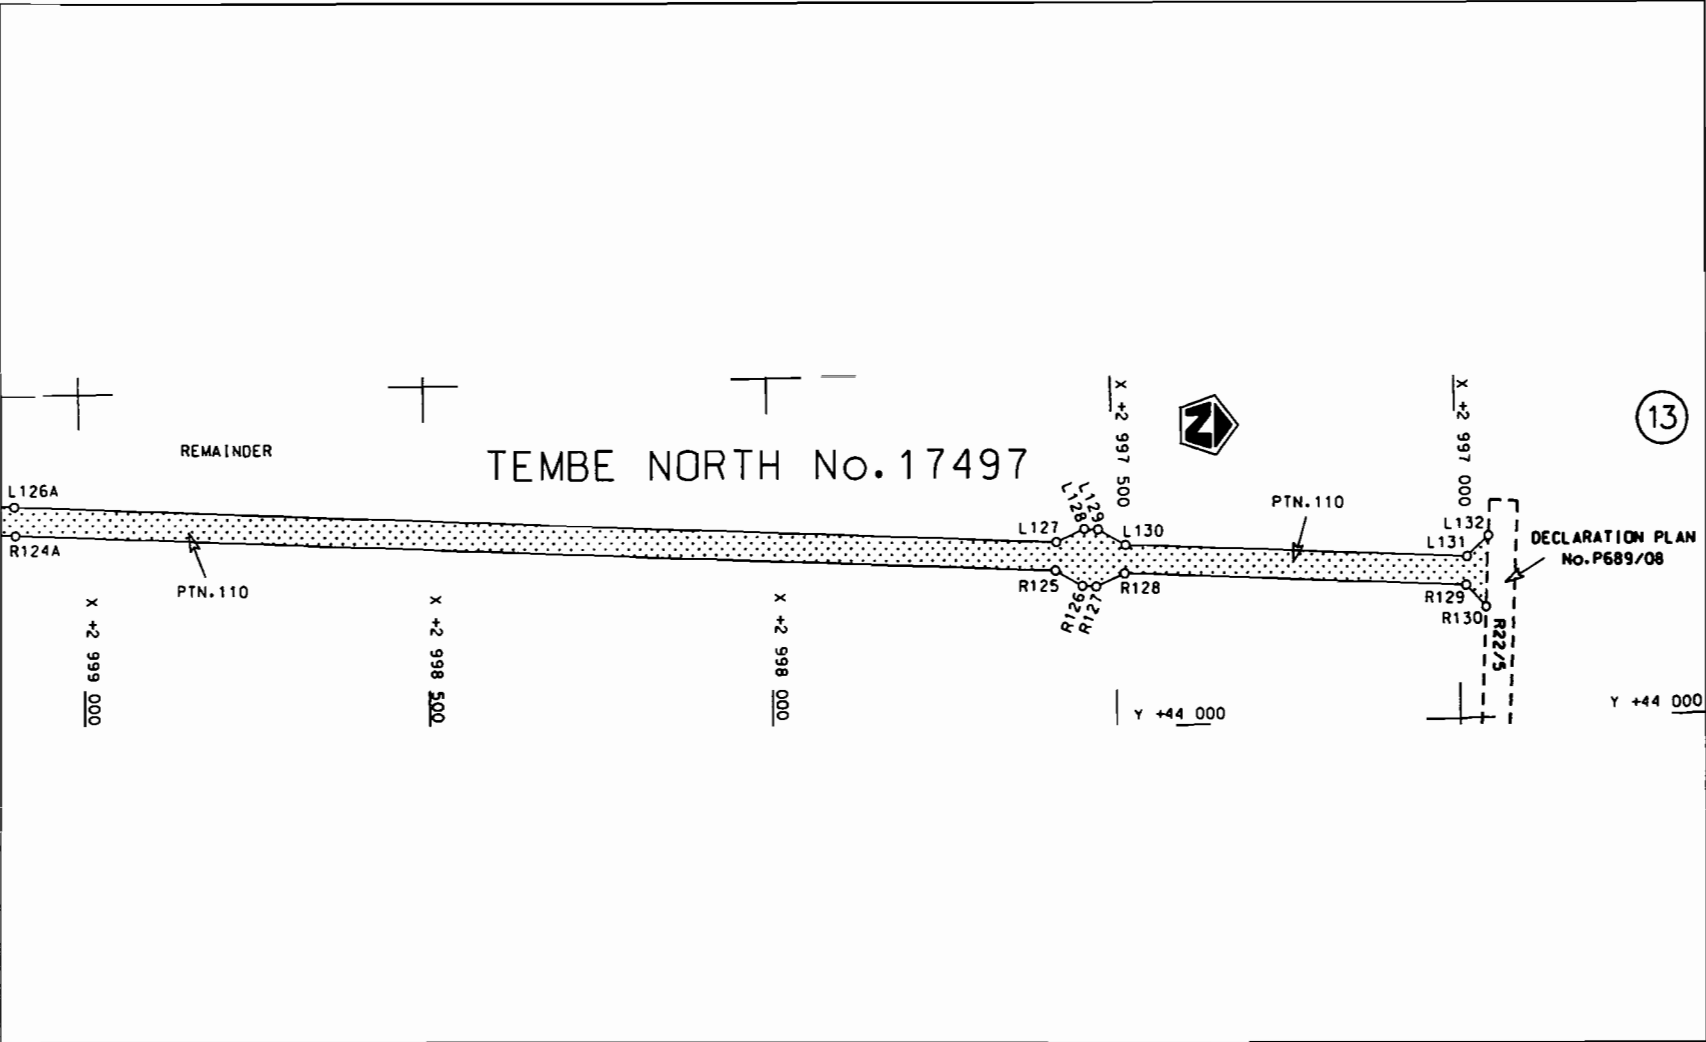 X +2 997 500
X +2 997 000
13
REMAINDER
TEMBE NORTH No.17497
L126A
R124A
PTN.110
L127
L128
L129
L130
PTN.110
L131
L132
DECLARATION PLAN
No.P689/08
R125
R126
R127
R128
R129
R130
R22/5
X +2 999 000
X +2 998 500
X +2 998 000
Y +44 000
Y +44 000
N